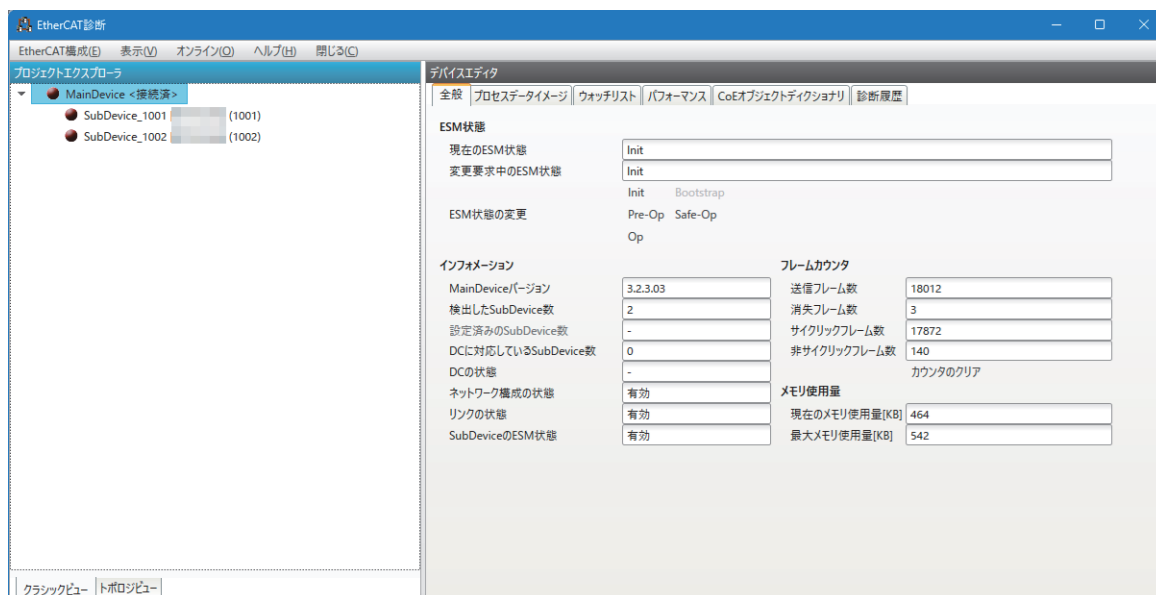 EtherCAT診断
EtherCAT構成(E) 表示(V) オンライン(O) ヘルプ(H) 閉じる(C)
プロジェクトエクスプローラ
MainDevice <接続済>
SubDevice_1001 (1001)
SubDevice_1002 (1002)
クラシックビュー トポロジビュー
デバイスエディタ
全般 プロセスデータイメージ ウォッチリスト パフォーマンス CoEオブジェクトディクショナリ 診断履歴
ESM状態
現在のESM状態 Init
変更要求中のESM状態 Init
Init Bootstrap
ESM状態の変更 Pre-Op Safe-Op
Op
インフォメーション
MainDeviceバージョン 3.2.3.03
検出したSubDevice数 2
設定済みのSubDevice数 -
DCに対応しているSubDevice数 0
DCの状態 -
ネットワーク構成の状態 有効
リンクの状態 有効
SubDeviceのESM状態 有効
フレームカウンタ
送信フレーム数 18012
消失フレーム数 3
サイクリックフレーム数 17872
非サイクリックフレーム数 140
カウンタのクリア
メモリ使用量
現在のメモリ使用量[KB] 464
最大メモリ使用量[KB] 542